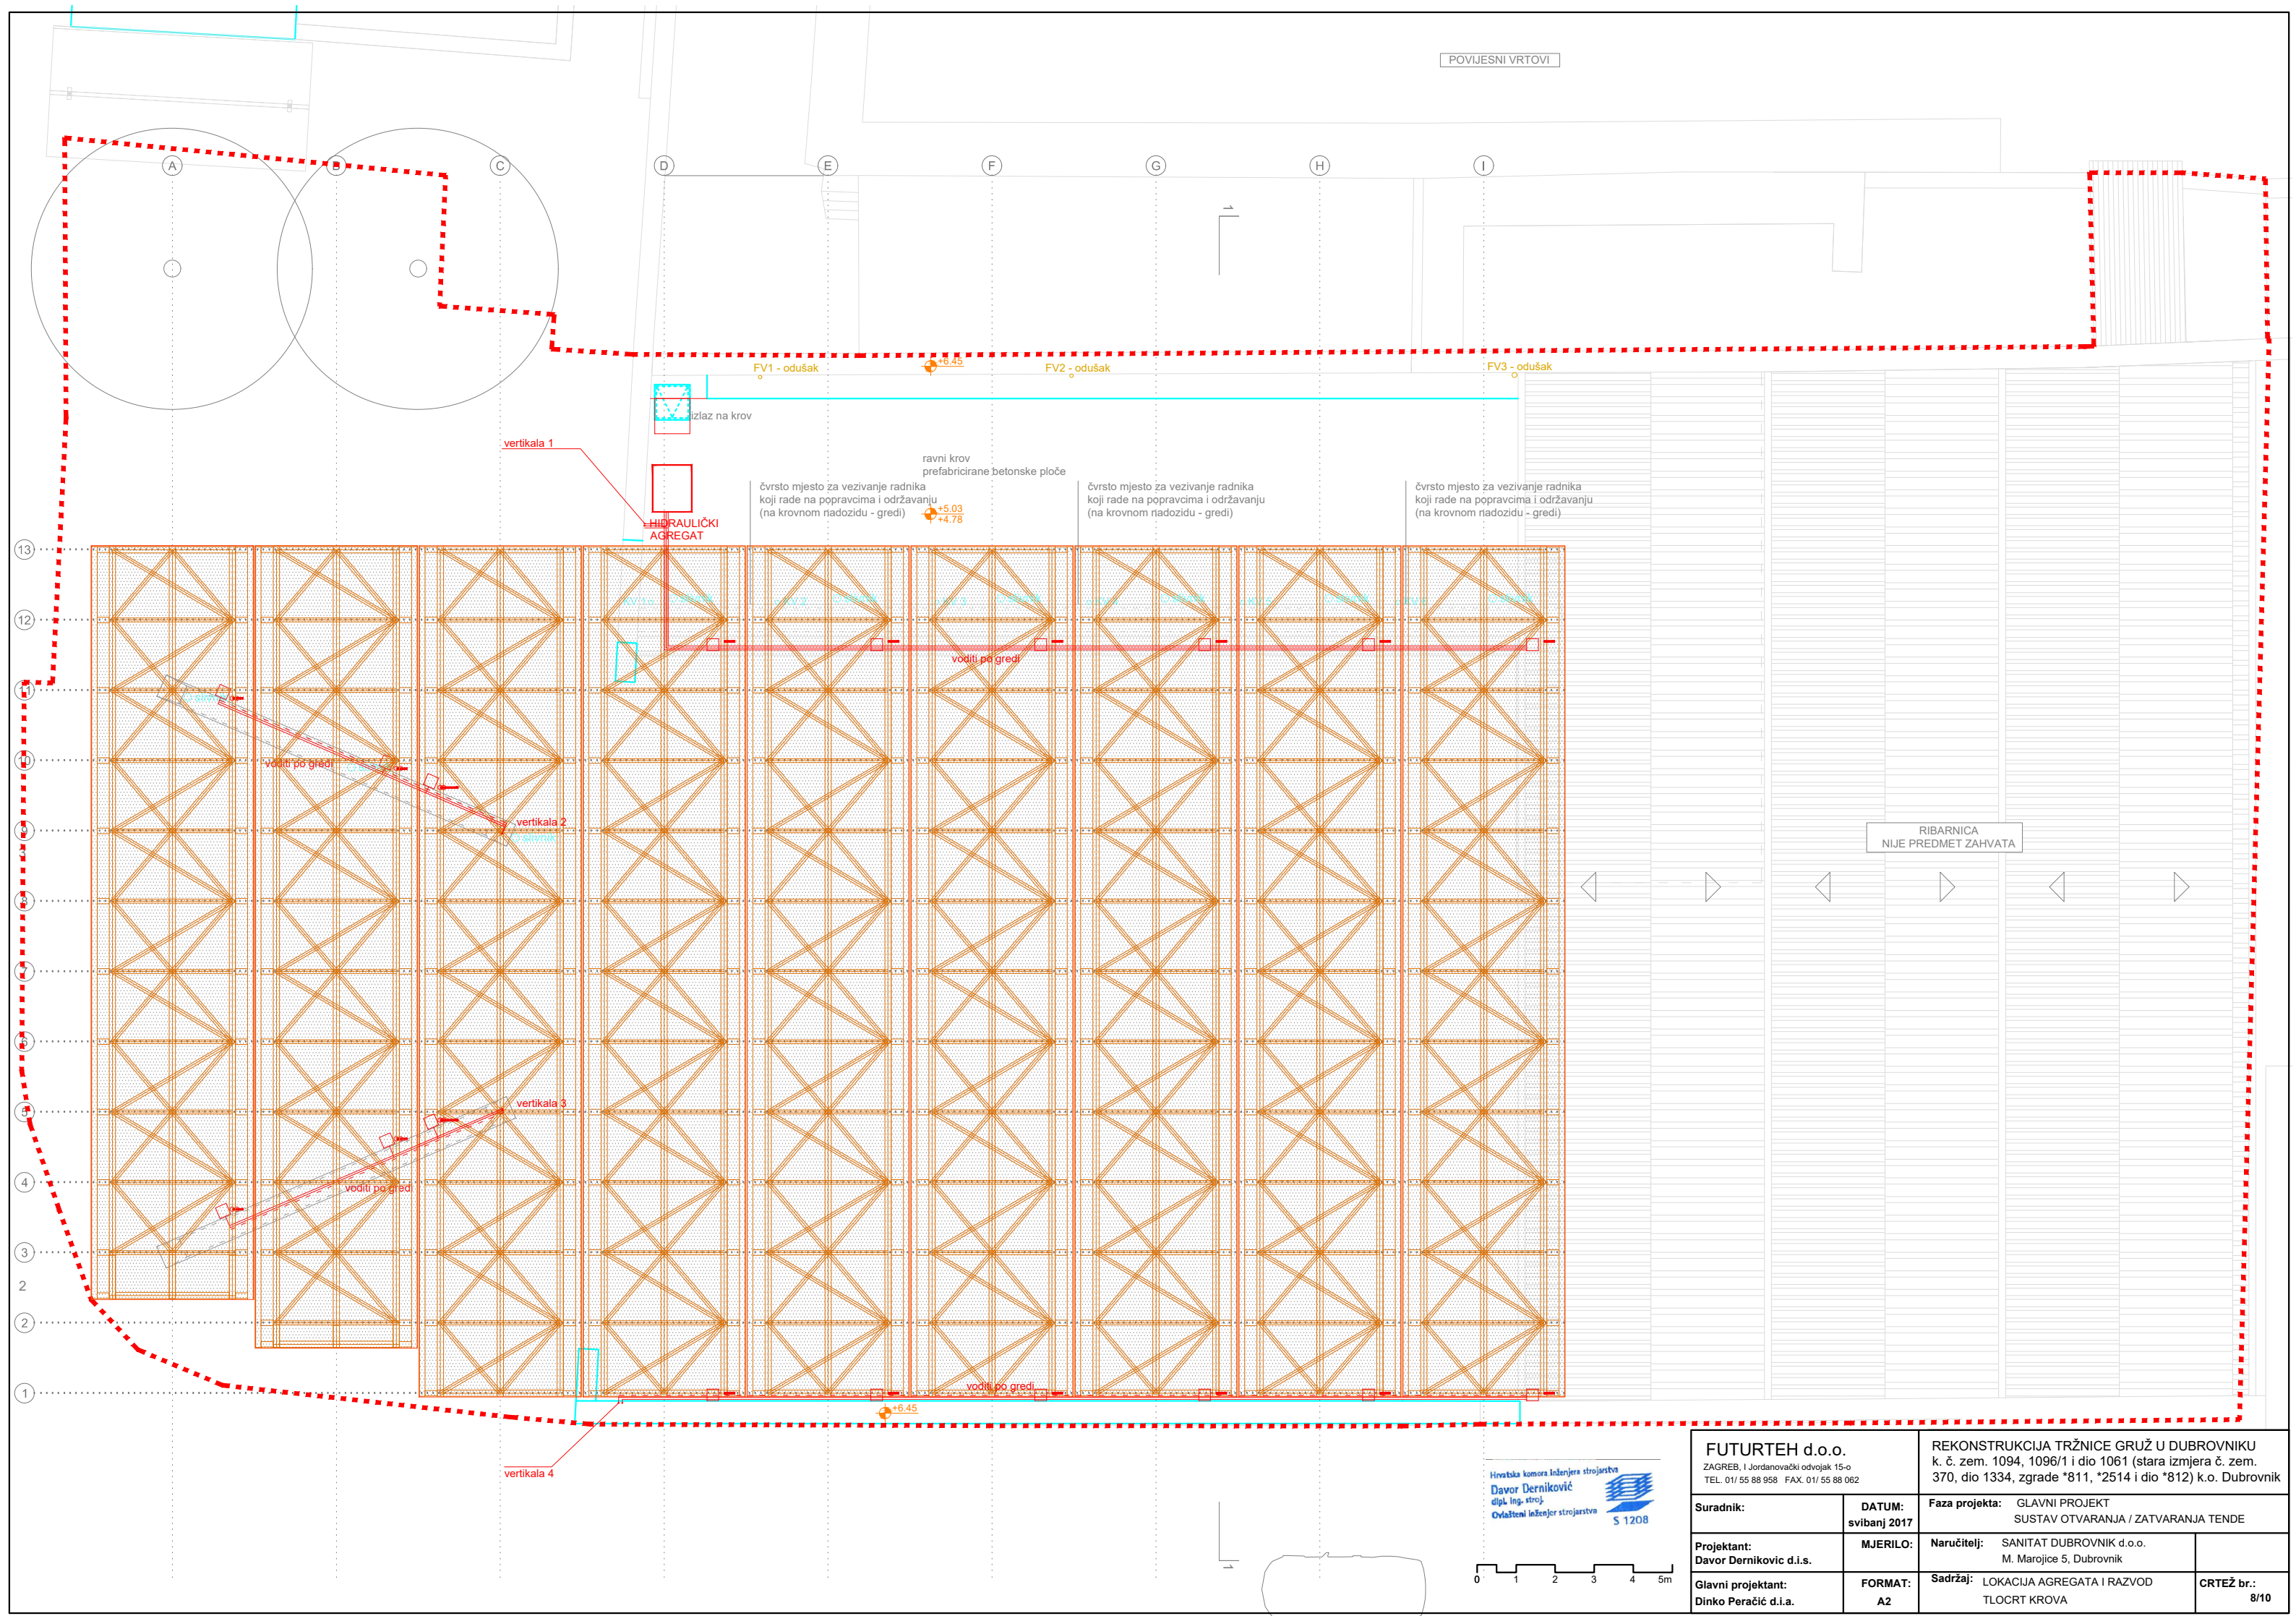 POVIJESNI VRTOVI
A
B
C
D
E
F
G
H
I
1
FV1 - odušak
+6.45
FV2 - odušak
FV3 - odušak
izlaz na krov
vertikala 1
ravni krov
prefabricirane betonske ploče
čvrsto mjesto za vezivanje radnika
koji rade na popravcima i održavanju
(na krovnom nadozidu - gredi)
čvrsto mjesto za vezivanje radnika
koji rade na popravcima i održavanju
(na krovnom nadozidu - gredi)
čvrsto mjesto za vezivanje radnika
koji rade na popravcima i održavanju
(na krovnom nadozidu - gredi)
+5.03
+4.78
HIDRAULIČKI
AGREGAT
13
12
voditi po gredi
11
10
voditi po gredi
vertikala 2
9
3
RIBARNICA
NIJE PREDMET ZAHVATA
8
7
6
5
vertikala 3
4
voditi po gredi
3
2
2
1
voditi po gredi
+6.45
vertikala 4
1
Hrvatska komora inženjera strojarstva
Davor Derniković
dipl. ing. stroj.
Ovlašteni inženjer strojarstva
S 1208
0 1 2 3 4 5m
FUTURTEH d.o.o.
ZAGREB, I Jordanovački odvojak 15-o
TEL. 01/ 55 88 958 FAX. 01/ 55 88 062
REKONSTRUKCIJA TRŽNICE GRUŽ U DUBROVNIKU
k. č. zem. 1094, 1096/1 i dio 1061 (stara izmjera č. zem.
370, dio 1334, zgrade *811, *2514 i dio *812) k.o. Dubrovnik
Suradnik:
DATUM:
svibanj 2017
Faza projekta: GLAVNI PROJEKT
SUSTAV OTVARANJA / ZATVARANJA TENDE
Projektant:
Davor Dernikovic d.i.s.
MJERILO:
Naručitelj: SANITAT DUBROVNIK d.o.o.
M. Marojice 5, Dubrovnik
Glavni projektant:
Dinko Peračić d.i.a.
FORMAT:
A2
Sadržaj: LOKACIJA AGREGATA I RAZVOD
TLOCRT KROVA
CRTEŽ br.:
8/10